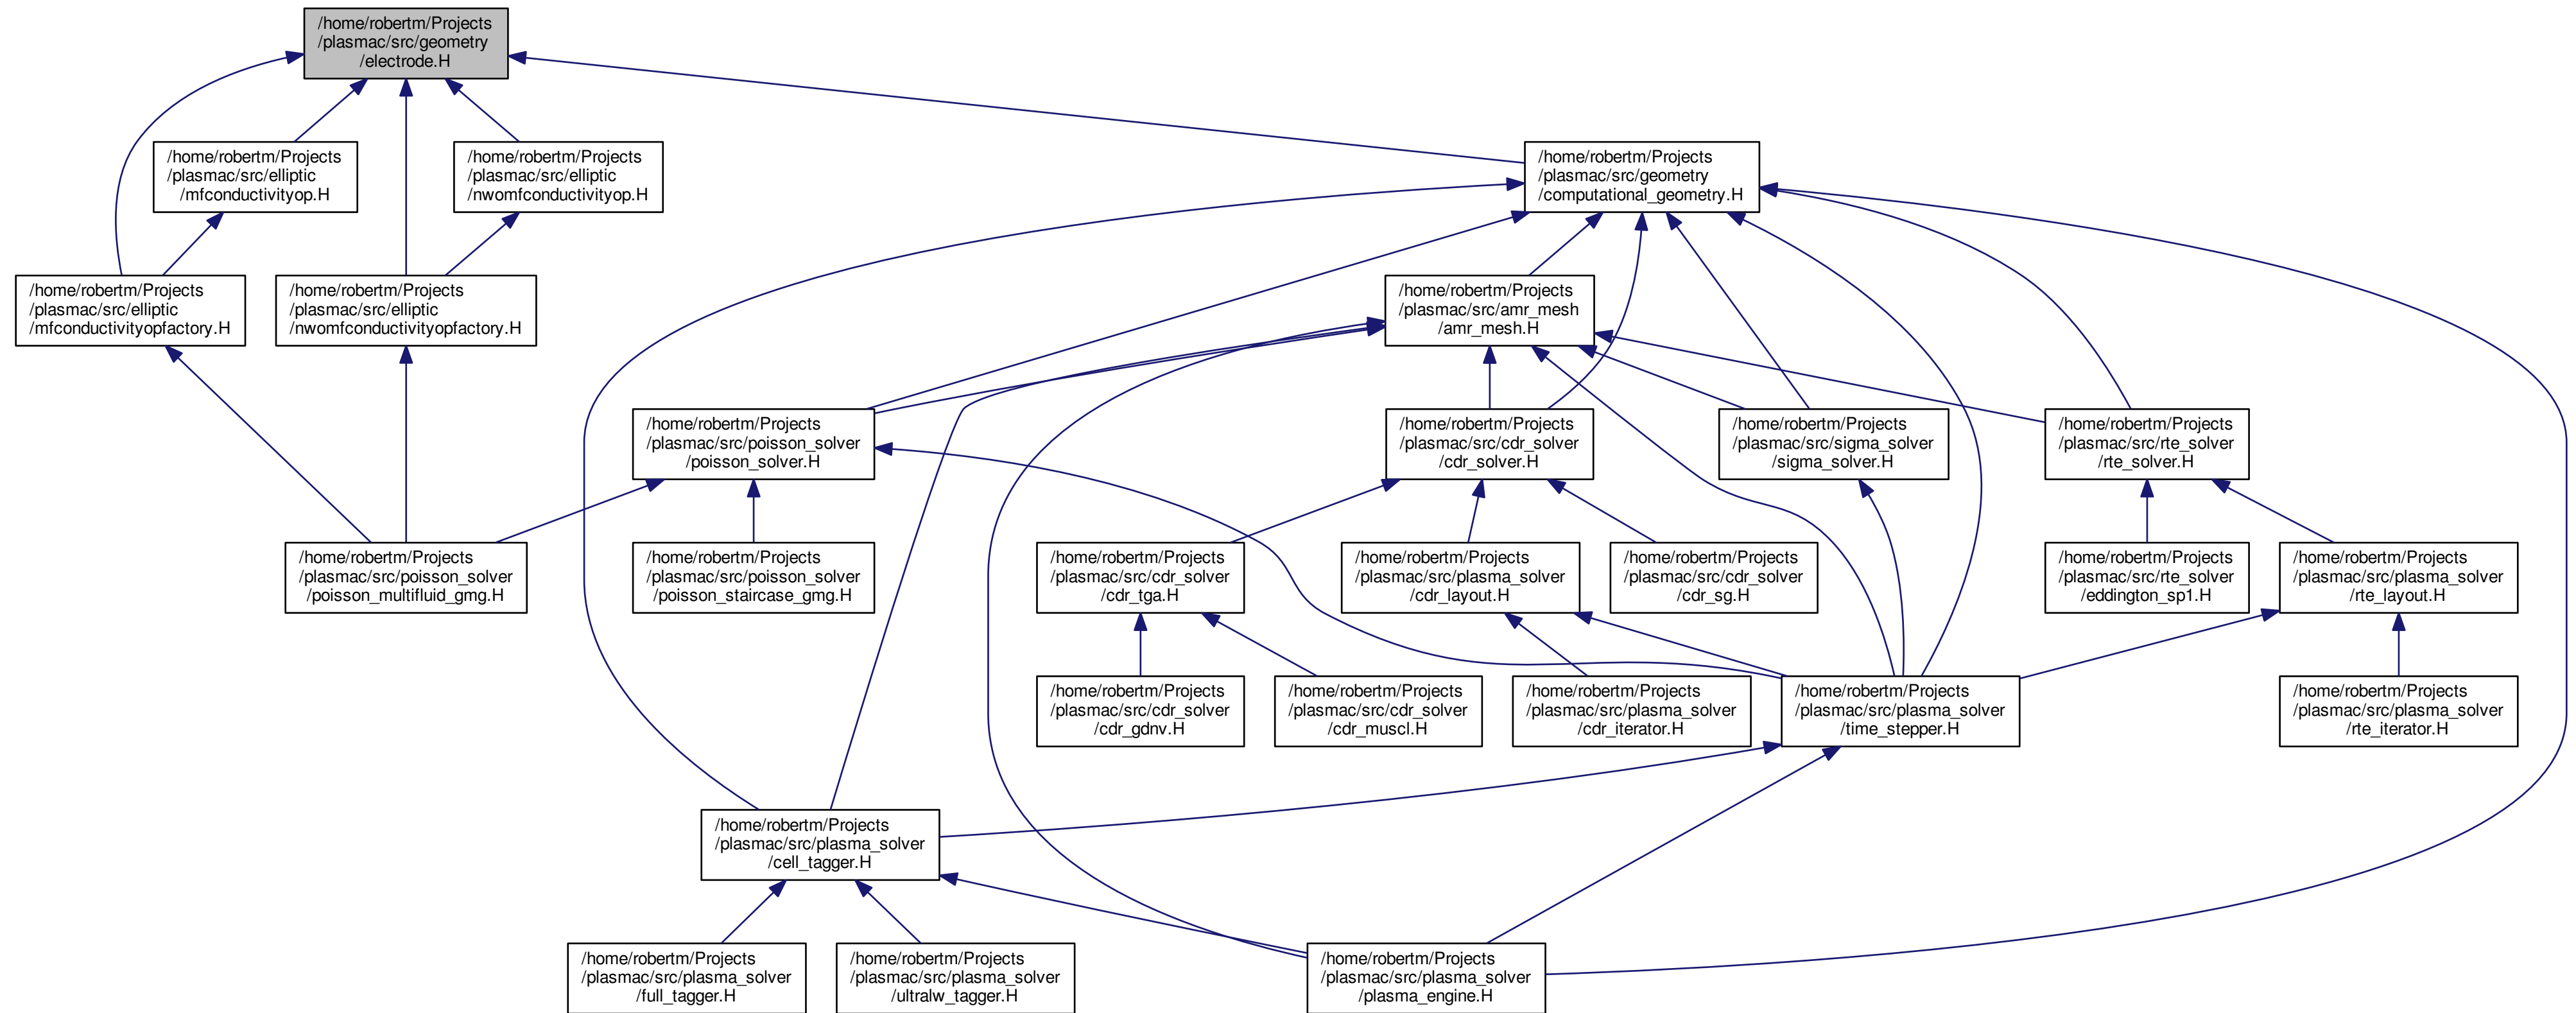 /home/robertm/Projects
/plasmac/src/geometry
/electrode.H
/home/robertm/Projects
/plasmac/src/elliptic
/mfconductivityop.H
/home/robertm/Projects
/plasmac/src/elliptic
/nwomfconductivityop.H
/home/robertm/Projects
/plasmac/src/geometry
/computational_geometry.H
/home/robertm/Projects
/plasmac/src/elliptic
/mfconductivityopfactory.H
/home/robertm/Projects
/plasmac/src/elliptic
/nwomfconductivityopfactory.H
/home/robertm/Projects
/plasmac/src/amr_mesh
/amr_mesh.H
/home/robertm/Projects
/plasmac/src/poisson_solver
/poisson_solver.H
/home/robertm/Projects
/plasmac/src/cdr_solver
/cdr_solver.H
/home/robertm/Projects
/plasmac/src/sigma_solver
/sigma_solver.H
/home/robertm/Projects
/plasmac/src/rte_solver
/rte_solver.H
/home/robertm/Projects
/plasmac/src/poisson_solver
/poisson_multifluid_gmg.H
/home/robertm/Projects
/plasmac/src/poisson_solver
/poisson_staircase_gmg.H
/home/robertm/Projects
/plasmac/src/cdr_solver
/cdr_tga.H
/home/robertm/Projects
/plasmac/src/plasma_solver
/cdr_layout.H
/home/robertm/Projects
/plasmac/src/cdr_solver
/cdr_sg.H
/home/robertm/Projects
/plasmac/src/rte_solver
/eddington_sp1.H
/home/robertm/Projects
/plasmac/src/plasma_solver
/rte_layout.H
/home/robertm/Projects
/plasmac/src/cdr_solver
/cdr_gdnv.H
/home/robertm/Projects
/plasmac/src/cdr_solver
/cdr_muscl.H
/home/robertm/Projects
/plasmac/src/plasma_solver
/cdr_iterator.H
/home/robertm/Projects
/plasmac/src/plasma_solver
/time_stepper.H
/home/robertm/Projects
/plasmac/src/plasma_solver
/rte_iterator.H
/home/robertm/Projects
/plasmac/src/plasma_solver
/cell_tagger.H
/home/robertm/Projects
/plasmac/src/plasma_solver
/full_tagger.H
/home/robertm/Projects
/plasmac/src/plasma_solver
/ultralw_tagger.H
/home/robertm/Projects
/plasmac/src/plasma_solver
/plasma_engine.H